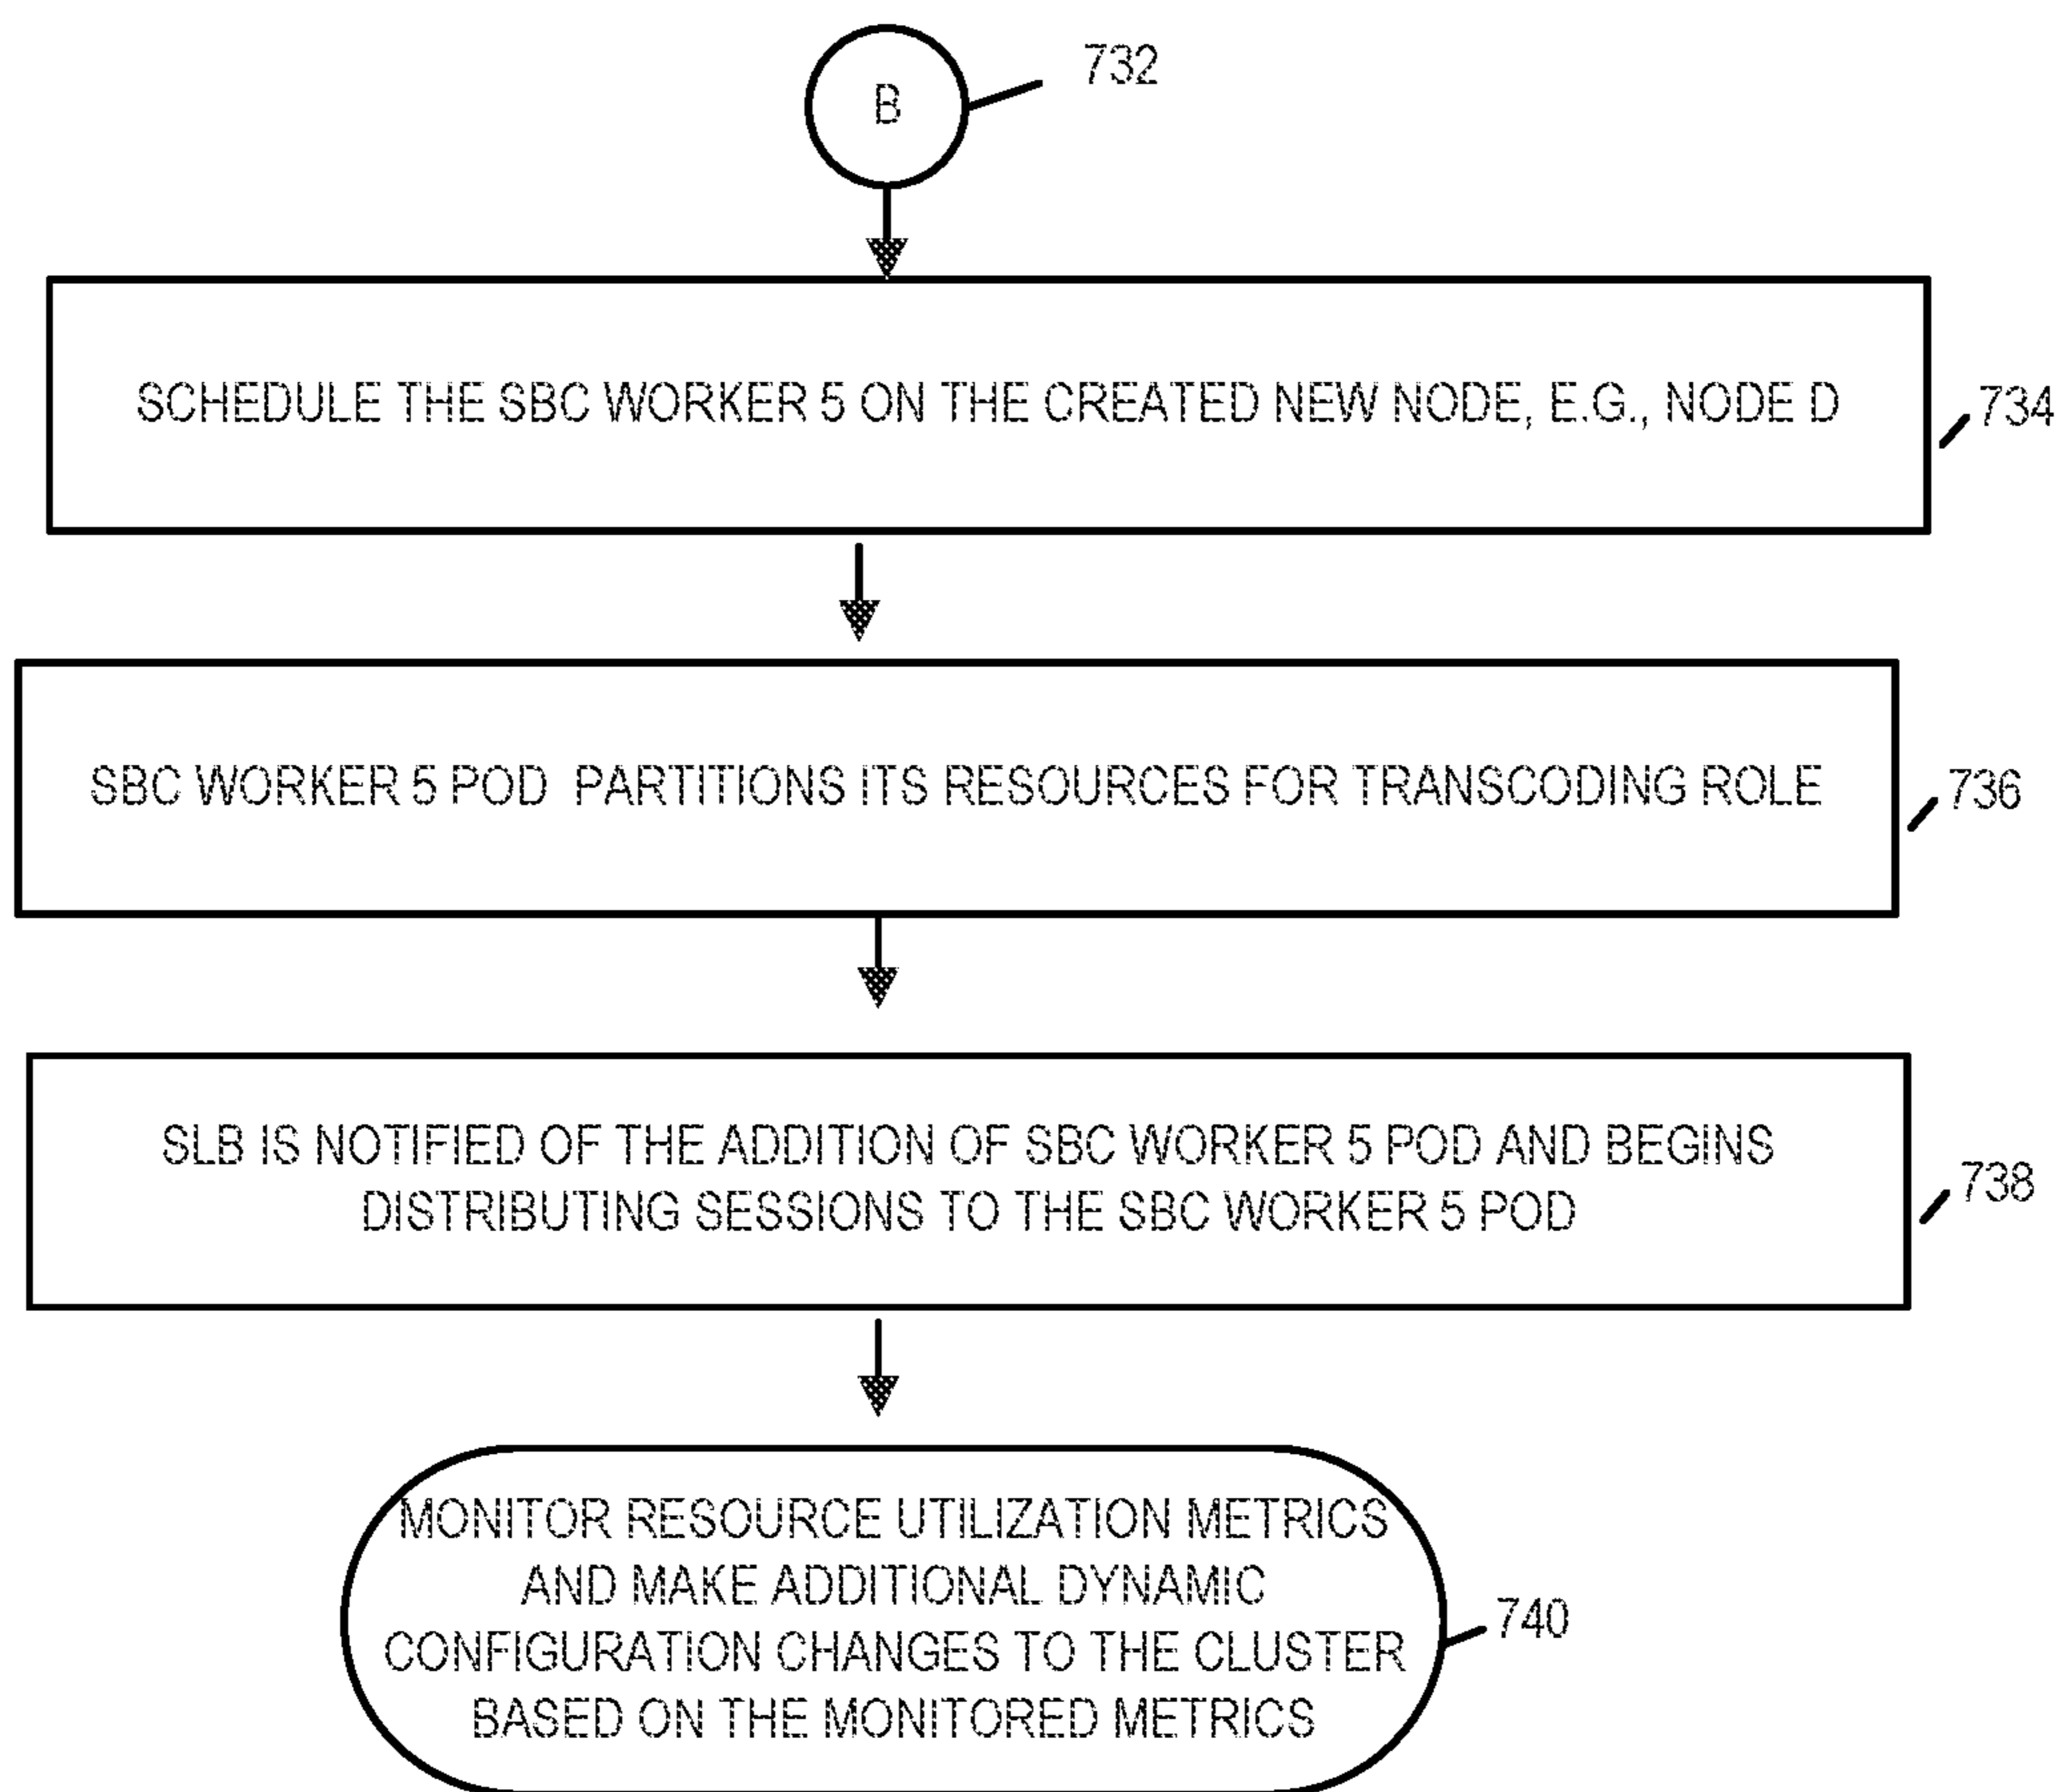 732
B
SCHEDULE THE SBC WORKER 5 ON THE CREATED NEW NODE, E.G., NODE D
734
SBC WORKER 5 POD PARTITIONS ITS RESOURCES FOR TRANSCODING ROLE
736
SLB IS NOTIFIED OF THE ADDITION OF SBC WORKER 5 POD AND BEGINS
DISTRIBUTING SESSIONS TO THE SBC WORKER 5 POD
738
MONITOR RESOURCE UTILIZATION METRICS
AND MAKE ADDITIONAL DYNAMIC
CONFIGURATION CHANGES TO THE CLUSTER
BASED ON THE MONITORED METRICS
740